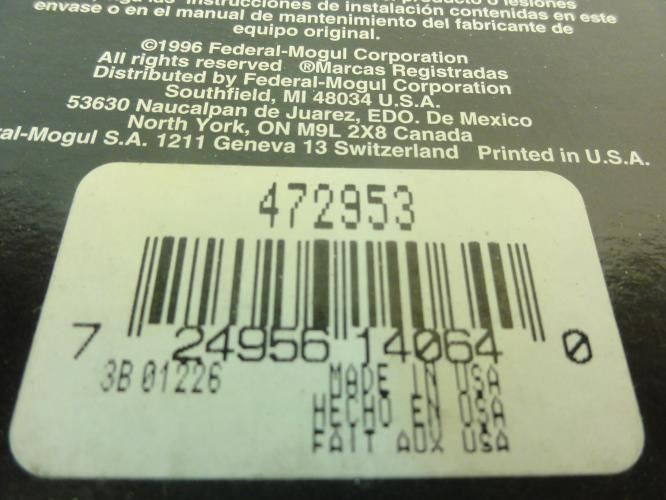 producto o lesiones
instrucciones de instalación contenidas en este
envase o en el manual de mantenimiento del fabricante de
equipo original.
©1996 Federal-Mogul Corporation
All rights reserved ®Marcas Registradas
Distributed by Federal-Mogul Corporation
Southfield, MI 48034 U.S.A.
53630 Naucalpan de Juarez, EDO. De Mexico
North York, ON M9L 2X8 Canada
ral-Mogul S.A. 1211 Geneva 13 Switzerland Printed in U.S.A.
472953
7 24956 14064 0
3B 01226 MADE IN USA
HECHO EN USA
FAIT AUX USA